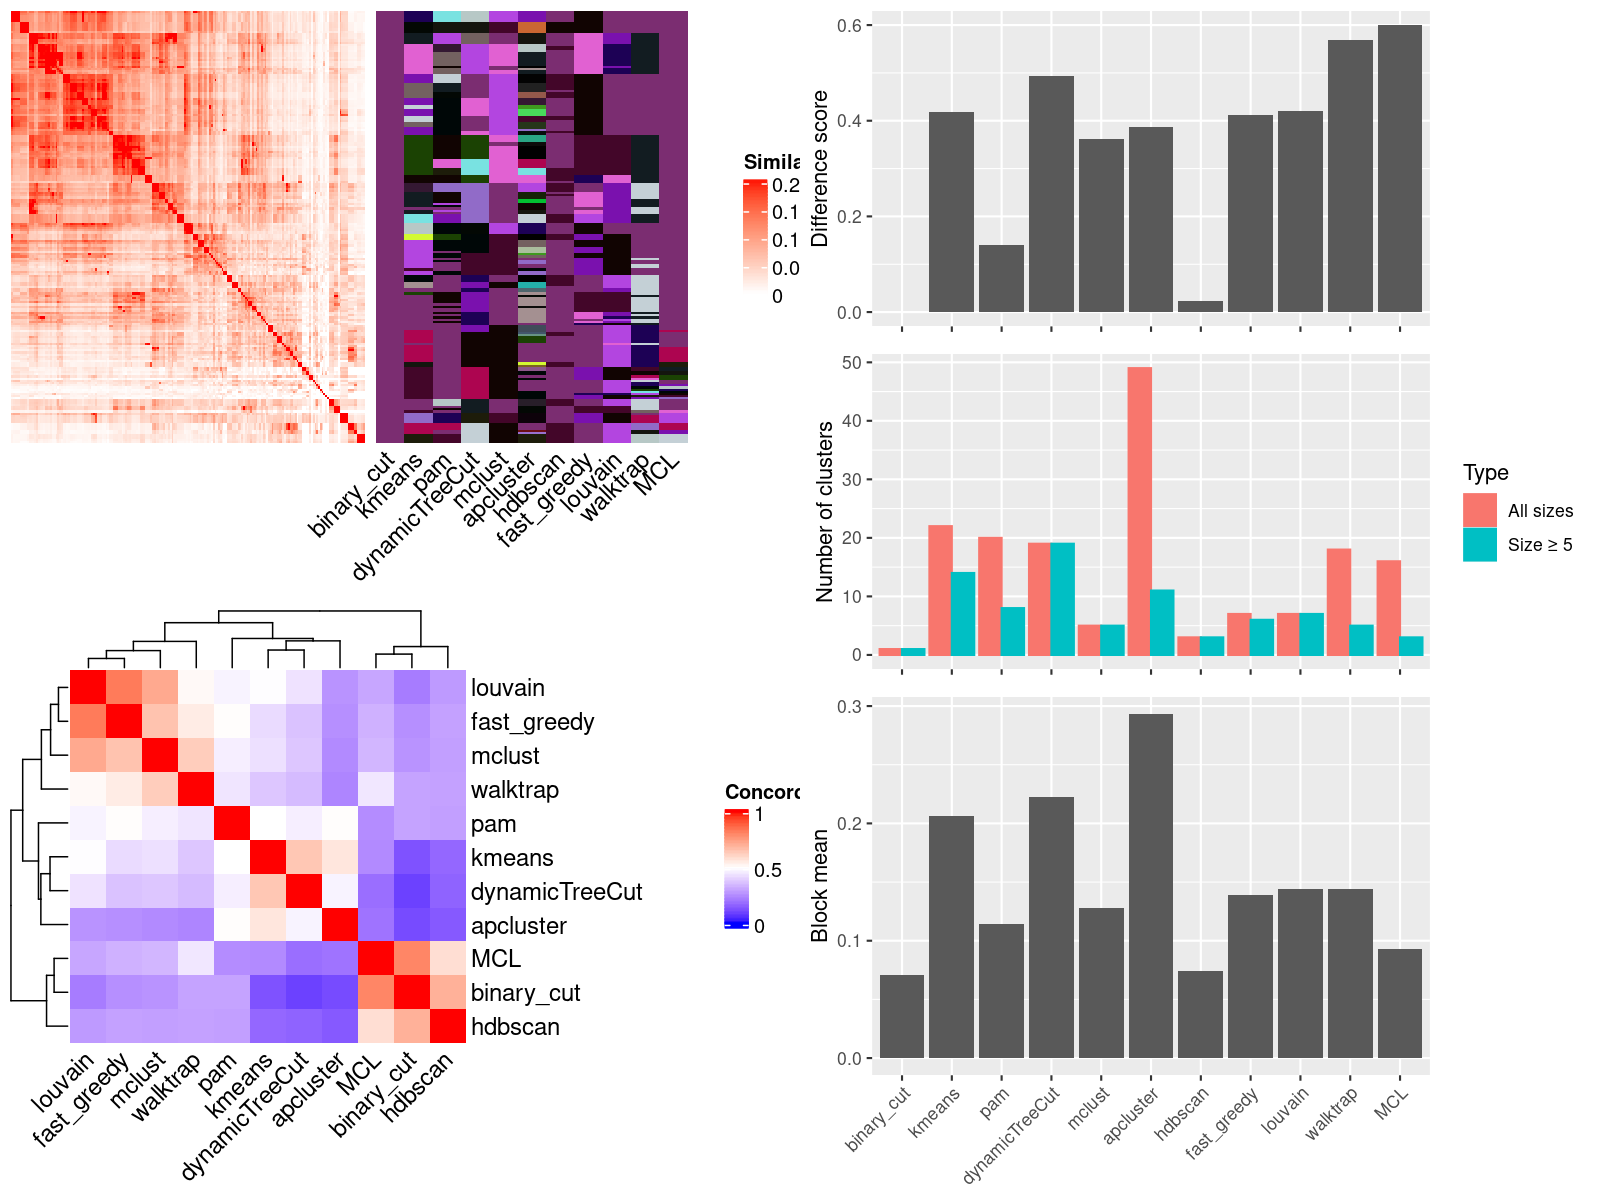 Simila
0.2
0.1
0.1
0.0
0
binary_cut
kmeans
pam
dynamicTreeCut
mclust
apcluster
hdbscan
fast_greedy
louvain
walktrap
MCL
Difference score
0.6
0.4
0.2
0.0
Number of clusters
50
40
30
20
10
0
Type
All sizes
Size ≥ 5
louvain
fast_greedy
mclust
walktrap
pam
kmeans
dynamicTreeCut
apcluster
MCL
binary_cut
hdbscan
louvain
fast_greedy
mclust
walktrap
pam
kmeans
dynamicTreeCut
apcluster
MCL
binary_cut
hdbscan
Concord
1
0.5
0
Block mean
0.3
0.2
0.1
0.0
binary_cut
kmeans
pam
dynamicTreeCut
mclust
apcluster
hdbscan
fast_greedy
louvain
walktrap
MCL